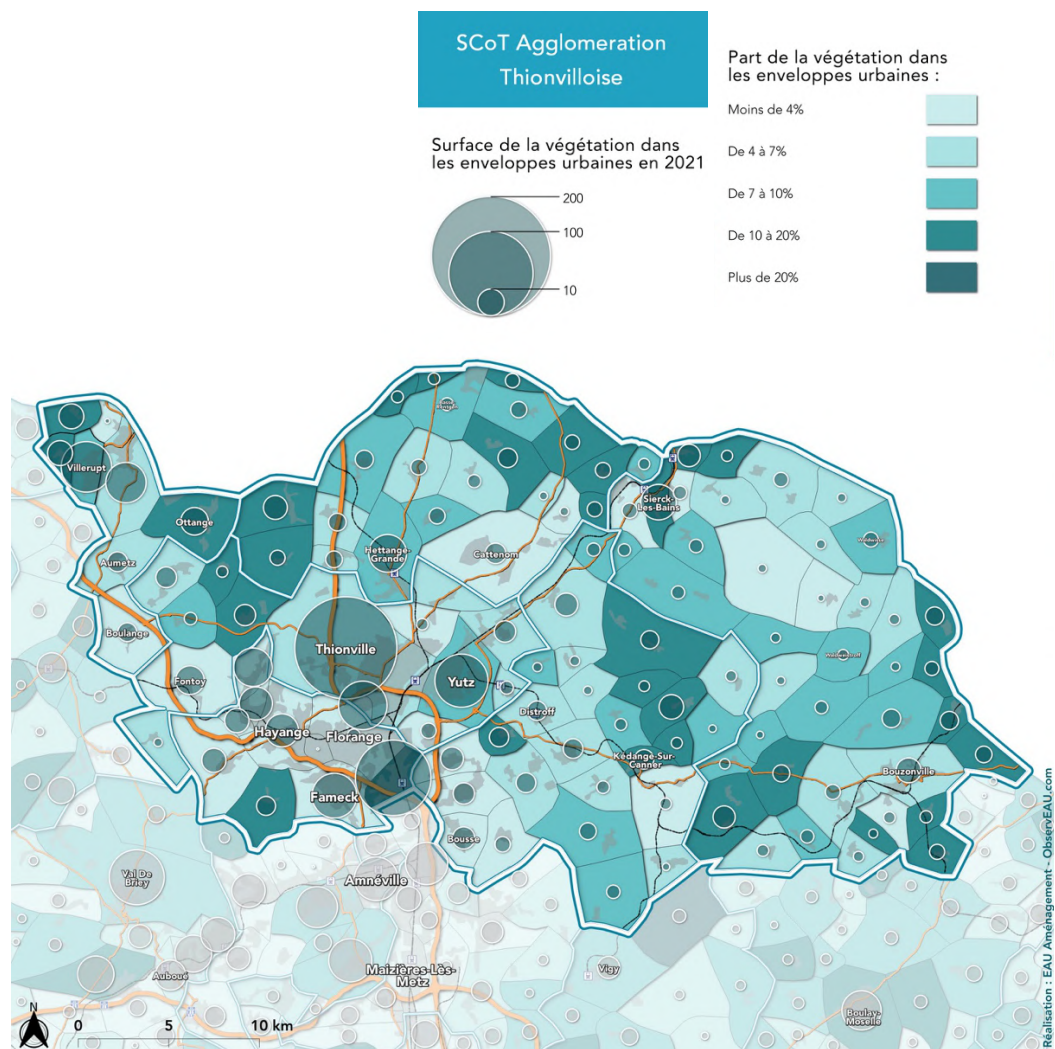 SCoT Agglomeration
Thionvilloise
Part de la végétation dans
les enveloppes urbaines :
Moins de 4%
De 4 à 7%
De 7 à 10%
De 10 à 20%
Plus de 20%
Surface de la végétation dans
les enveloppes urbaines en 2021
200
100
10
Villerupt
Ottange
Aumetz
Boulange
Fontoy
Hettange-
Grande
Cattenom
Sierck-
Les-Bains
Waldwisse
Thionville
Yutz
Distroff
Hayange
Florange
Fameck
Kédange-Sur-
Canner
Bouzonville
Bousse
Amnéville
Val De
Briey
Auboué
Maizières-Lès-
Metz
Vigy
Boulay-
Moselle
N
0 5 10 km
Réalisation : EAU Aménagement - ObservEAU.com